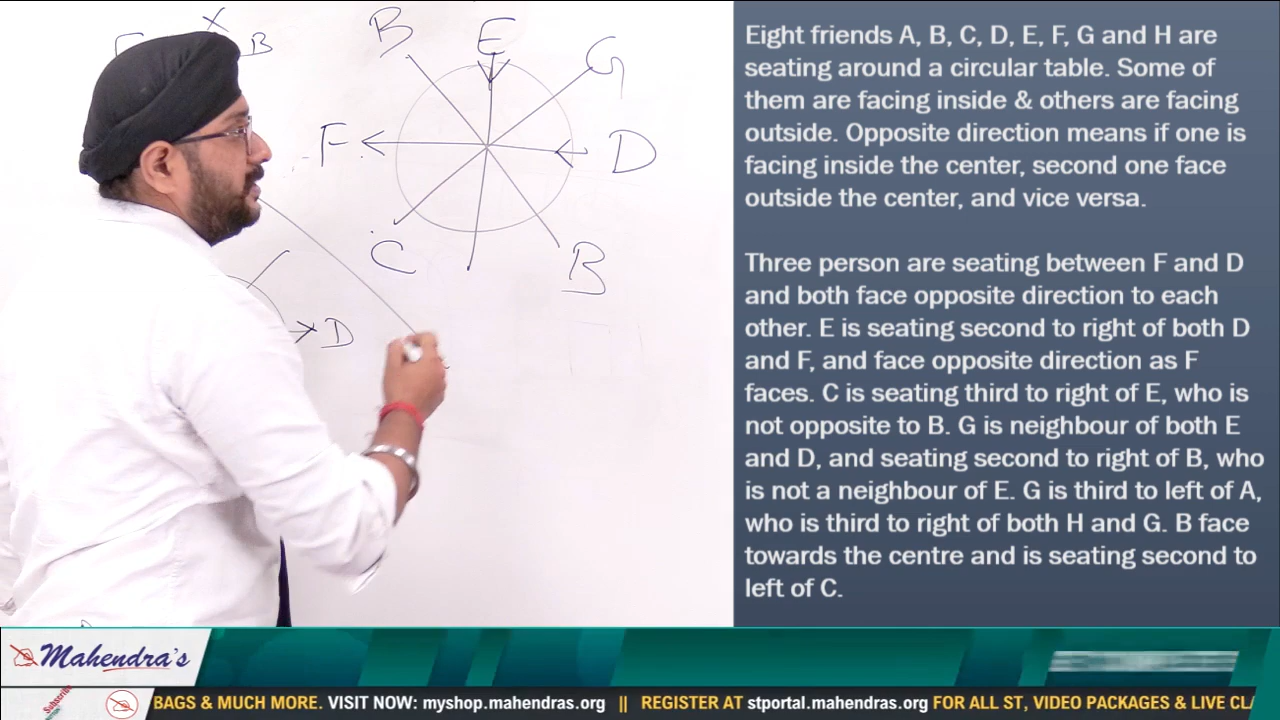 B
B
E
G
F
D
C
B
D
Eight friends A, B, C, D, E, F, G and H are
seating around a circular table. Some of
them are facing inside & others are facing
outside. Opposite direction means if one is
facing inside the center, second one face
outside the center, and vice versa.
Three person are seating between F and D
and both face opposite direction to each
other. E is seating second to right of both D
and F, and face opposite direction as F
faces. C is seating third to right of E, who is
not opposite to B. G is neighbour of both E
and D, and seating second to right of B, who
is not a neighbour of E. G is third to left of A,
who is third to right of both H and G. B face
towards the centre and is seating second to
left of C.
Mahendra's
Subscribe
BAGS & MUCH MORE. VISIT NOW: myshop.mahendras.org || REGISTER AT stportal.mahendras.org FOR ALL ST, VIDEO PACKAGES & LIVE CLA